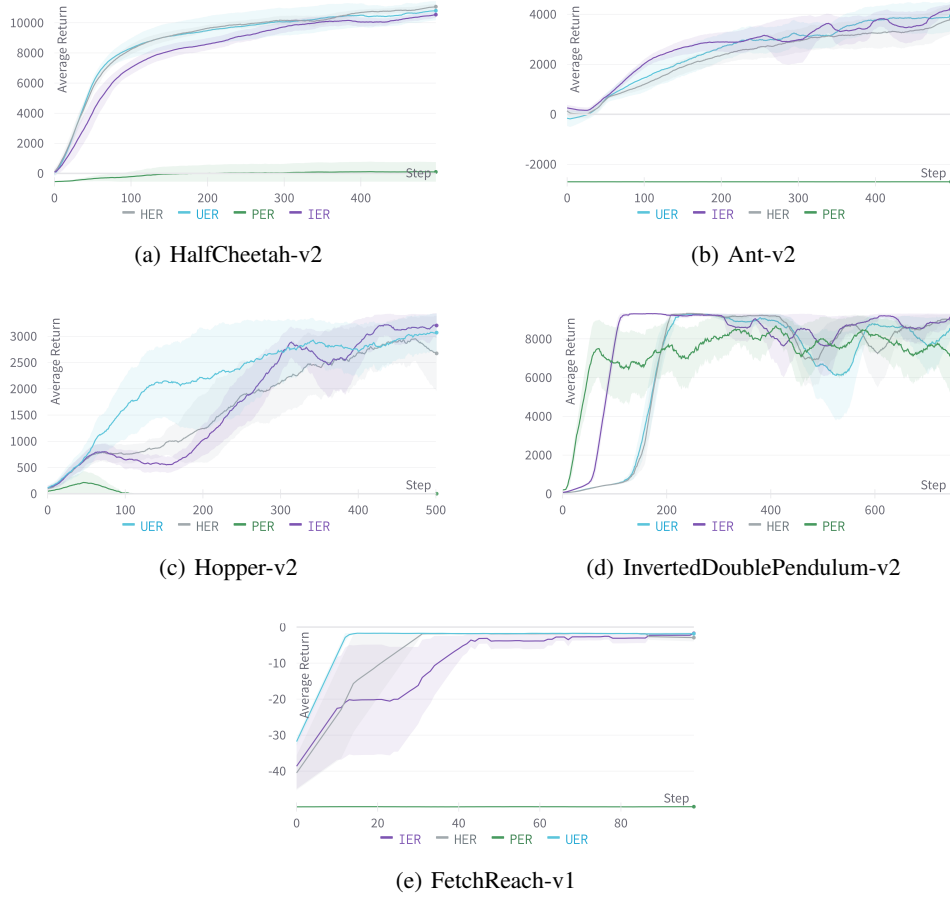 Average Return
10000
8000
6000
4000
2000
0
Step
0 100 200 300 400
HER UER PER IER
(a) HalfCheetah-v2
Average Return
4000
2000
0
-2000
Step
0 100 200 300 400
UER IER HER PER
(b) Ant-v2
Average Return
3000
2500
2000
1500
1000
500
0
Step
0 100 200 300 400 500
UER HER PER IER
(c) Hopper-v2
Average Return
8000
6000
4000
2000
0
Step
0 200 400 600
UER IER HER PER
(d) InvertedDoublePendulum-v2
Average Return
0
-10
-20
-30
-40
Step
0 20 40 60 80
IER HER PER UER
(e) FetchReach-v1